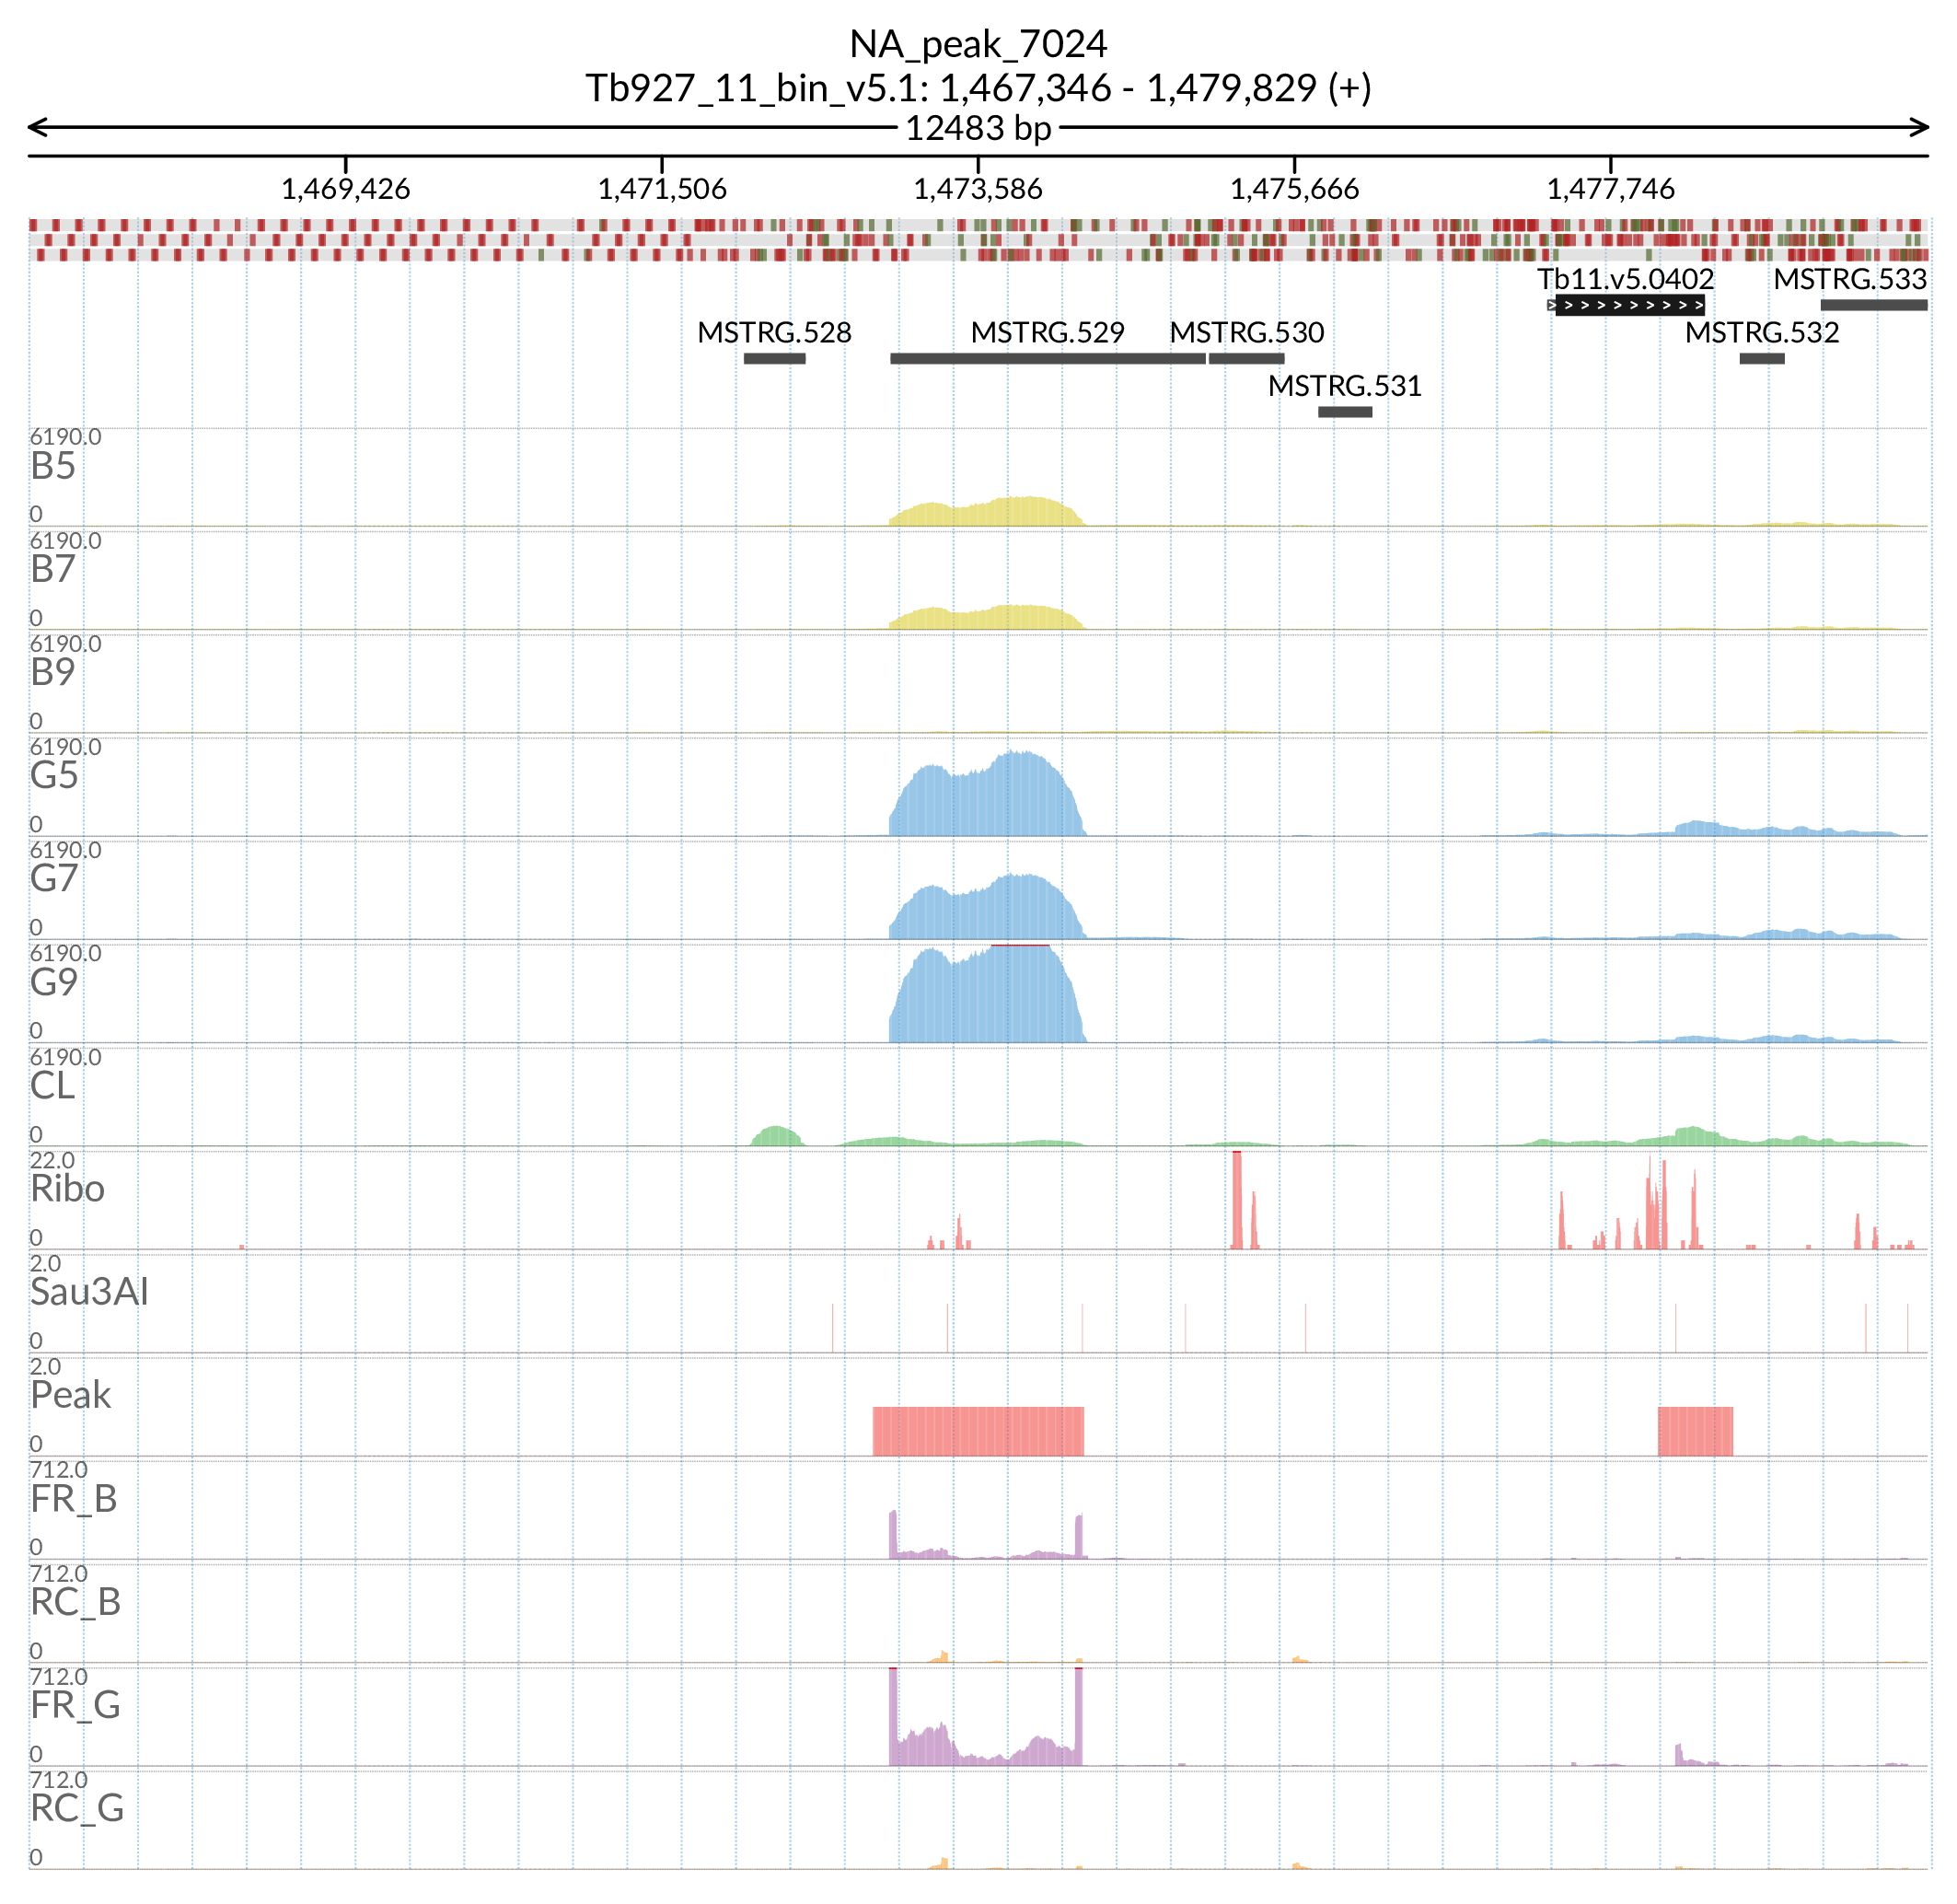 NA_peak_7024
Tb927_11_bin_v5.1: 1,467,346 - 1,479,829 (+)
12483 bp
1,469,426 1,471,506 1,473,586 1,475,666 1,477,746
Tb11.v5.0402 MSTRG.533
MSTRG.528 MSTRG.529 MSTRG.530 MSTRG.532
MSTRG.531
6190.0
B5
0
6190.0
B7
0
6190.0
B9
0
6190.0
G5
0
6190.0
G7
0
6190.0
G9
0
6190.0
CL
0
22.0
Ribo
0
2.0
Sau3AI
0
2.0
Peak
0
712.0
FR_B
0
712.0
RC_B
0
712.0
FR_G
0
712.0
RC_G
0